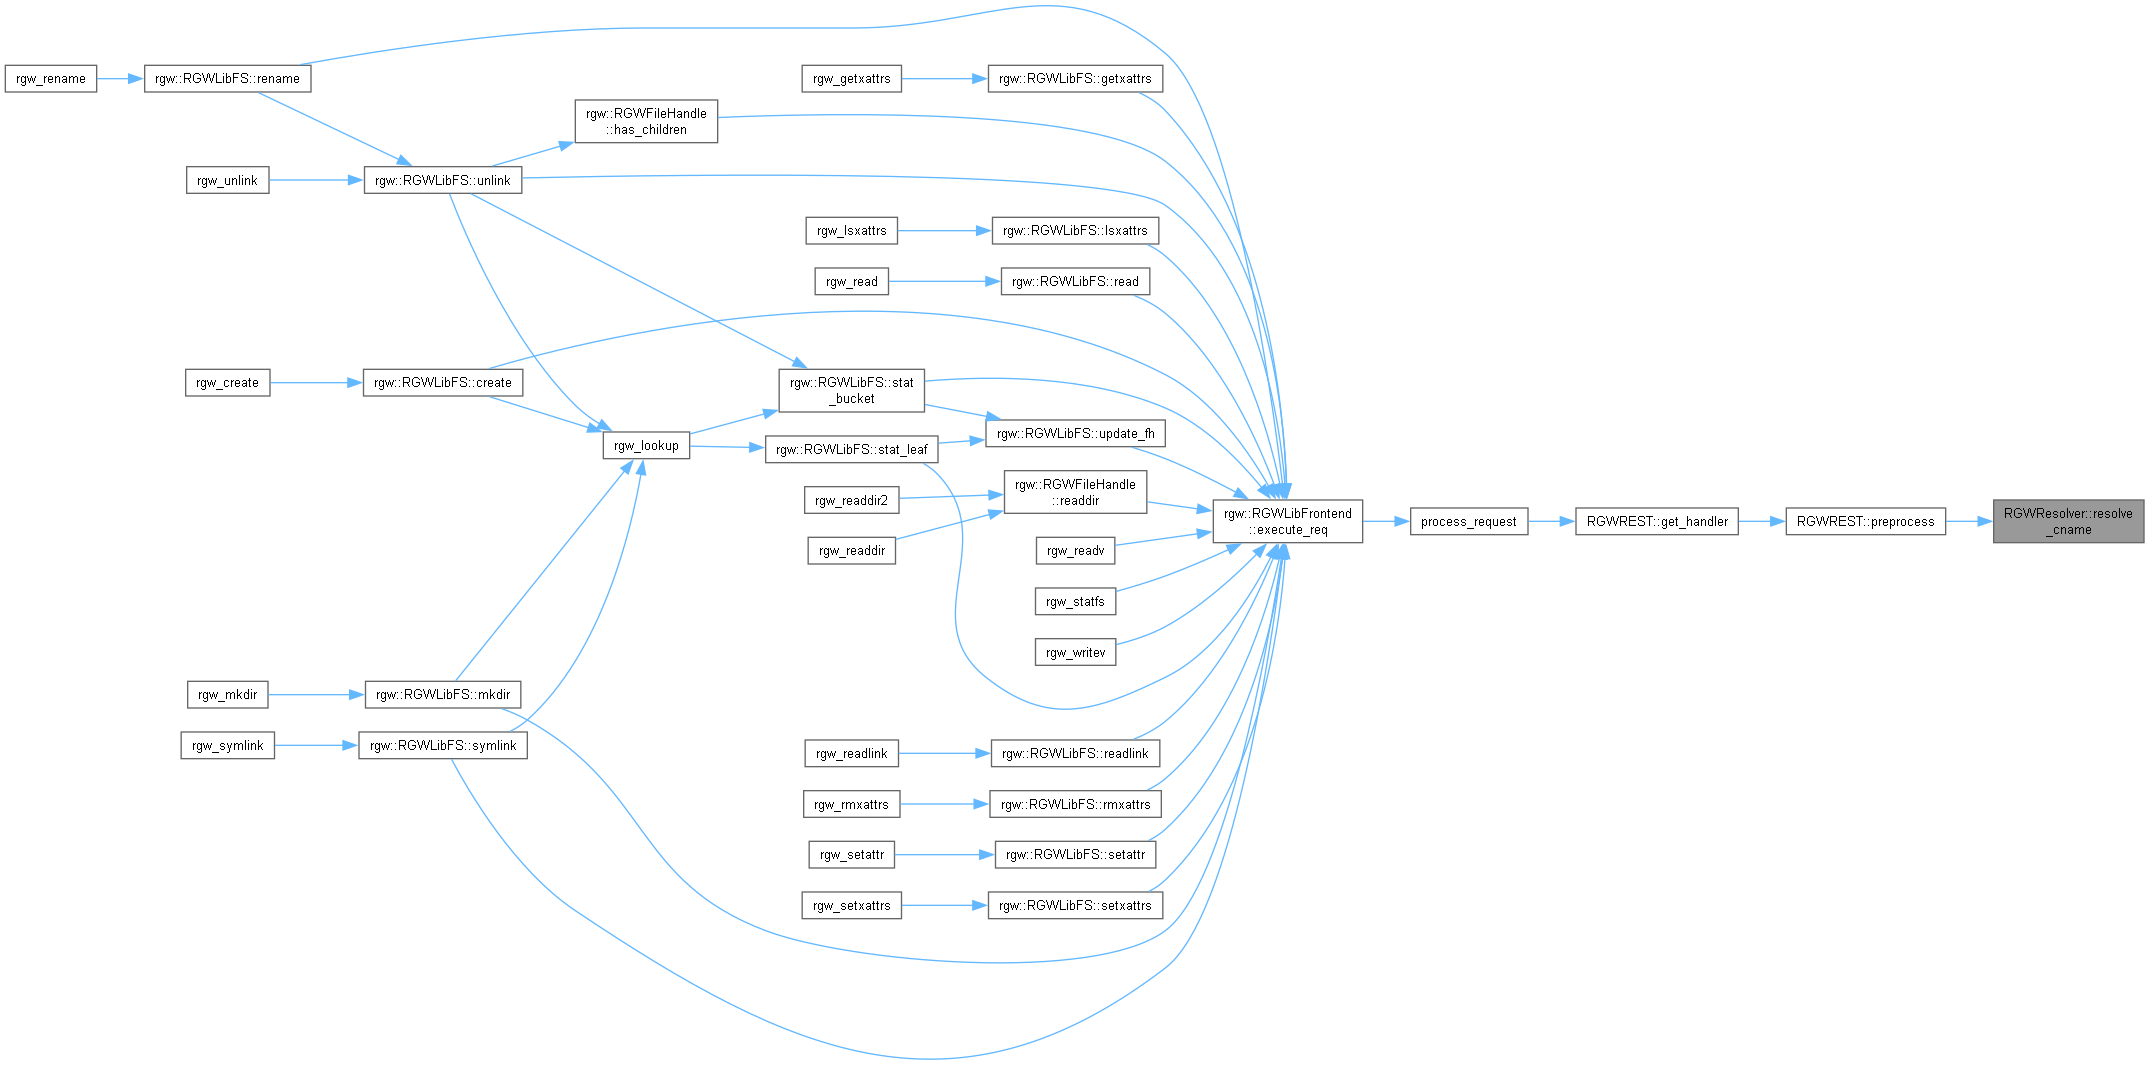 rgw_rename
rgw::RGWLibFS::rename
rgw_getxattrs
rgw::RGWLibFS::getxattrs
rgw::RGWFileHandle
::has_children
rgw_unlink
rgw::RGWLibFS::unlink
rgw_lsxattrs
rgw::RGWLibFS::lsxattrs
rgw_read
rgw::RGWLibFS::read
rgw_create
rgw::RGWLibFS::create
rgw::RGWLibFS::stat
_bucket
rgw_lookup
rgw::RGWLibFS::stat_leaf
rgw::RGWLibFS::update_fh
rgw_readdir2
rgw::RGWFileHandle
::readdir
rgw_readdir
rgw_readv
rgw::RGWLibFrontend
::execute_req
process_request
RGWREST::get_handler
RGWREST::preprocess
RGWResolver::resolve
_cname
rgw_statfs
rgw_writev
rgw_mkdir
rgw::RGWLibFS::mkdir
rgw_symlink
rgw::RGWLibFS::symlink
rgw_readlink
rgw::RGWLibFS::readlink
rgw_rmxattrs
rgw::RGWLibFS::rmxattrs
rgw_setattr
rgw::RGWLibFS::setattr
rgw_setxattrs
rgw::RGWLibFS::setxattrs